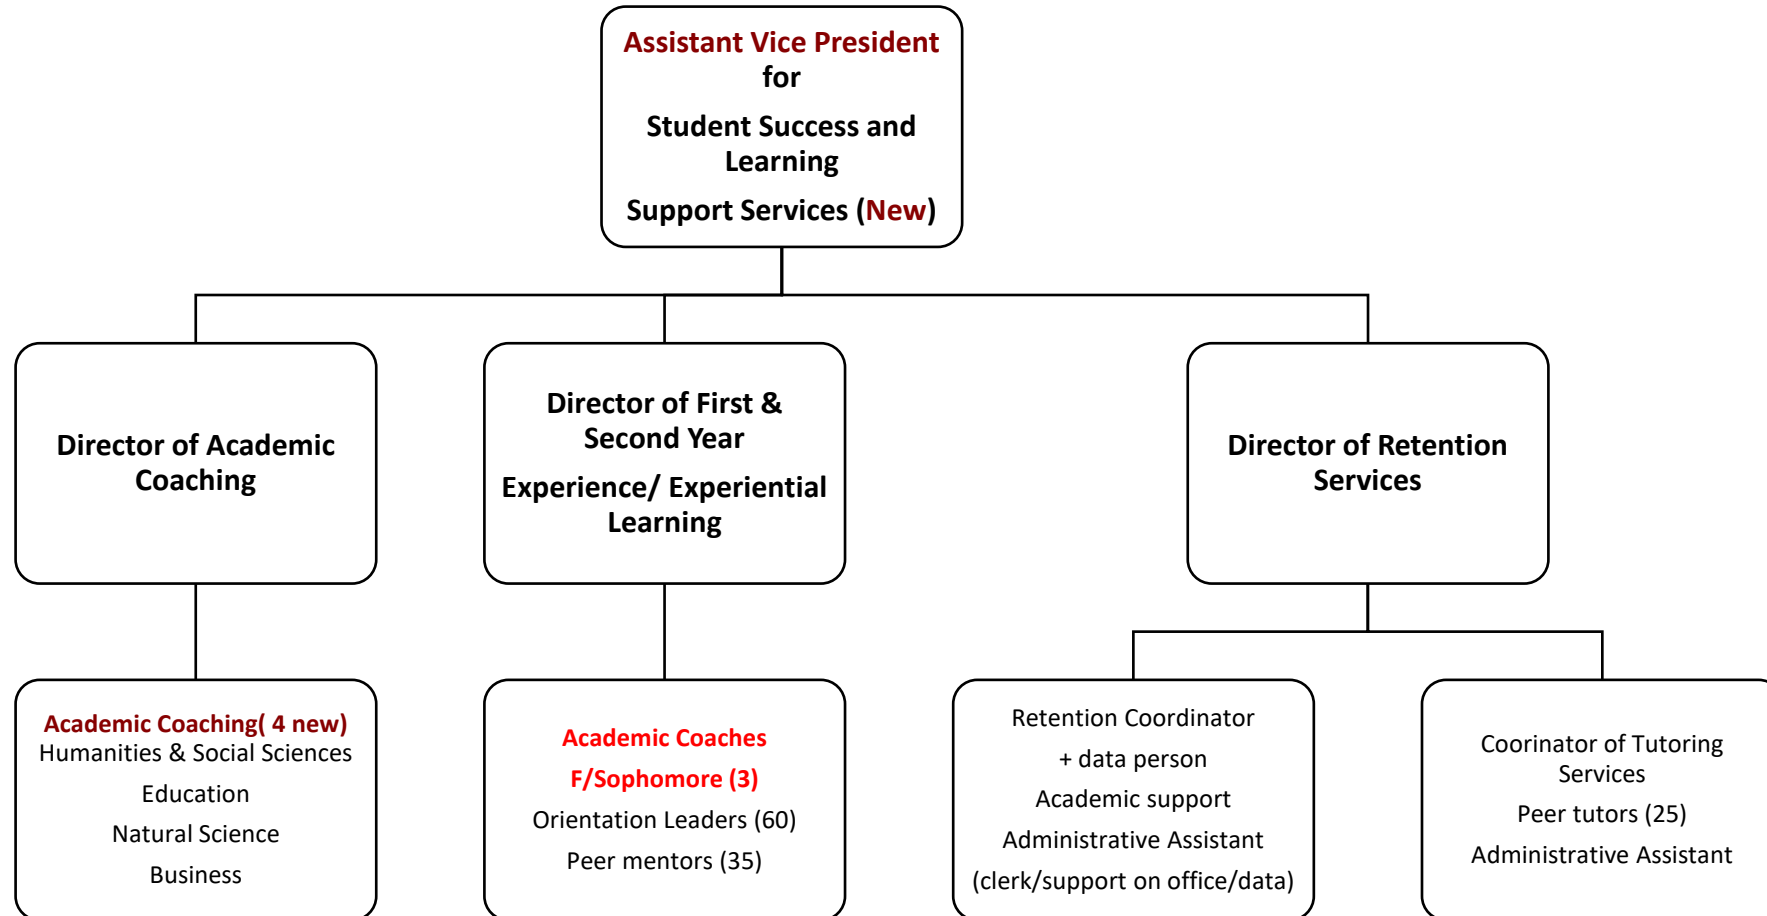 Assistant Vice President
for
Student Success and
Learning
Support Services (New)
Director of Academic
Coaching
Director of First &
Second Year
Experience/ Experiential
Learning
Director of Retention
Services
Academic Coaching( 4 new)
Humanities & Social Sciences
Education
Natural Science
Business
Academic Coaches
F/Sophomore (3)
Orientation Leaders (60)
Peer mentors (35)
Retention Coordinator
+ data person
Academic support
Administrative Assistant
(clerk/support on office/data)
Coorinator of Tutoring
Services
Peer tutors (25)
Administrative Assistant